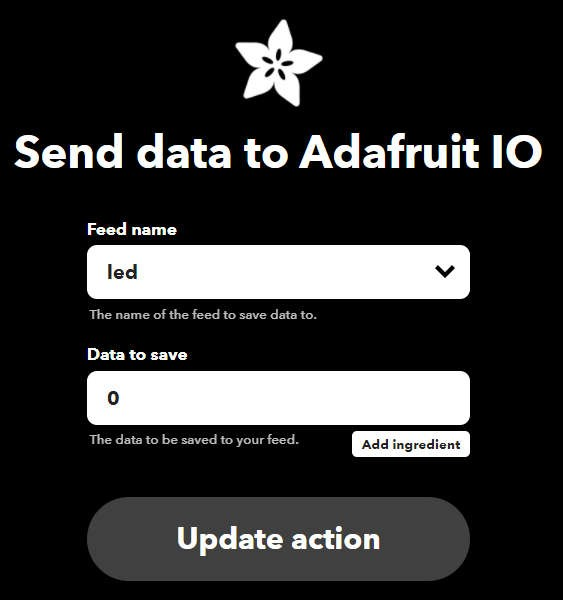 Send data to Adafruit IO
Feed name
led
The name of the feed to save data to.
Data to save
0
The data to be saved to your feed.
Add ingredient
Update action